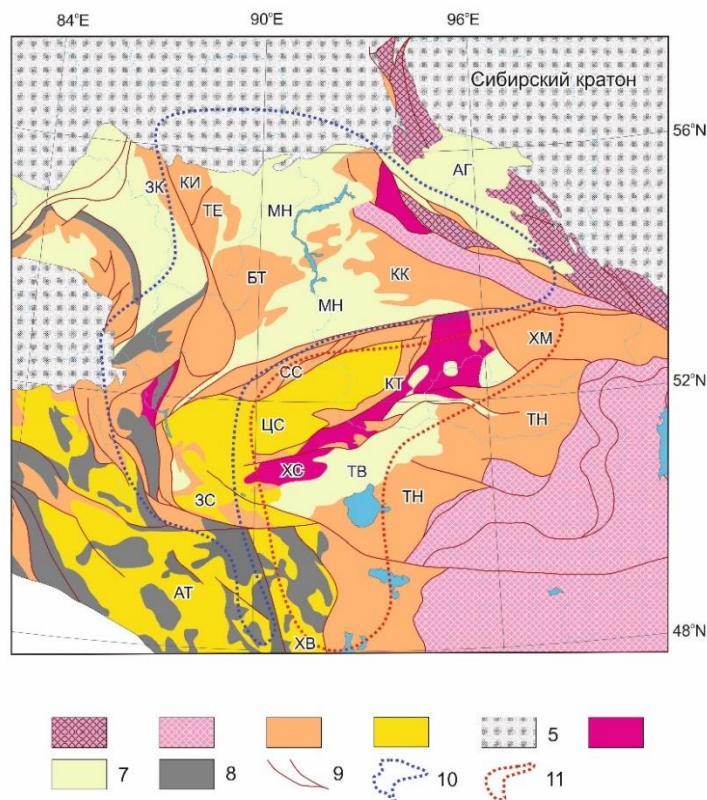 84°E 90°E 96°E
Сибирский кратон
56°N
ЗК КИ АГ
ТЕ МН
БТ КК
МН
ХМ
СС
КТ 52°N
ЦС ТН
ХС ТВ
ЗС ТН
АТ
48°N
ХВ
5
7 8 9 10 11